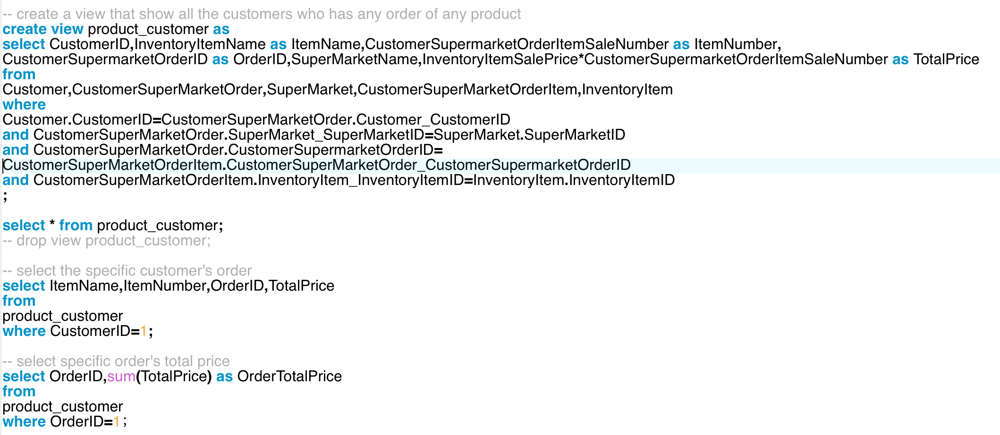 -- create a view that show all the customers who has any order of any product
create view product_customer as
select CustomerID,InventoryItemName as ItemName,CustomerSupermarketOrderItemSaleNumber as ItemNumber,
CustomerSupermarketOrderID as OrderID,SuperMarketName,InventoryItemSalePrice*CustomerSupermarketOrderItemSaleNumber as TotalPrice
from
Customer,CustomerSuperMarketOrder,SuperMarket,CustomerSuperMarketOrderItem,InventoryItem
where
Customer.CustomerID=CustomerSuperMarketOrder.Customer_CustomerID
and CustomerSuperMarketOrder.SuperMarket_SuperMarketID=SuperMarket.SuperMarketID
and CustomerSuperMarketOrder.CustomerSupermarketOrderID=
CustomerSuperMarketOrderItem.CustomerSuperMarketOrder_CustomerSupermarketOrderID
and CustomerSuperMarketOrderItem.InventoryItem_InventoryItemID=InventoryItem.InventoryItemID
;
select * from product_customer;
-- drop view product_customer;
-- select the specific customer's order
select ItemName,ItemNumber,OrderID,TotalPrice
from
product_customer
where CustomerID=1;
-- select specific order's total price
select OrderID,sum(TotalPrice) as OrderTotalPrice
from
product_customer
where OrderID=1;